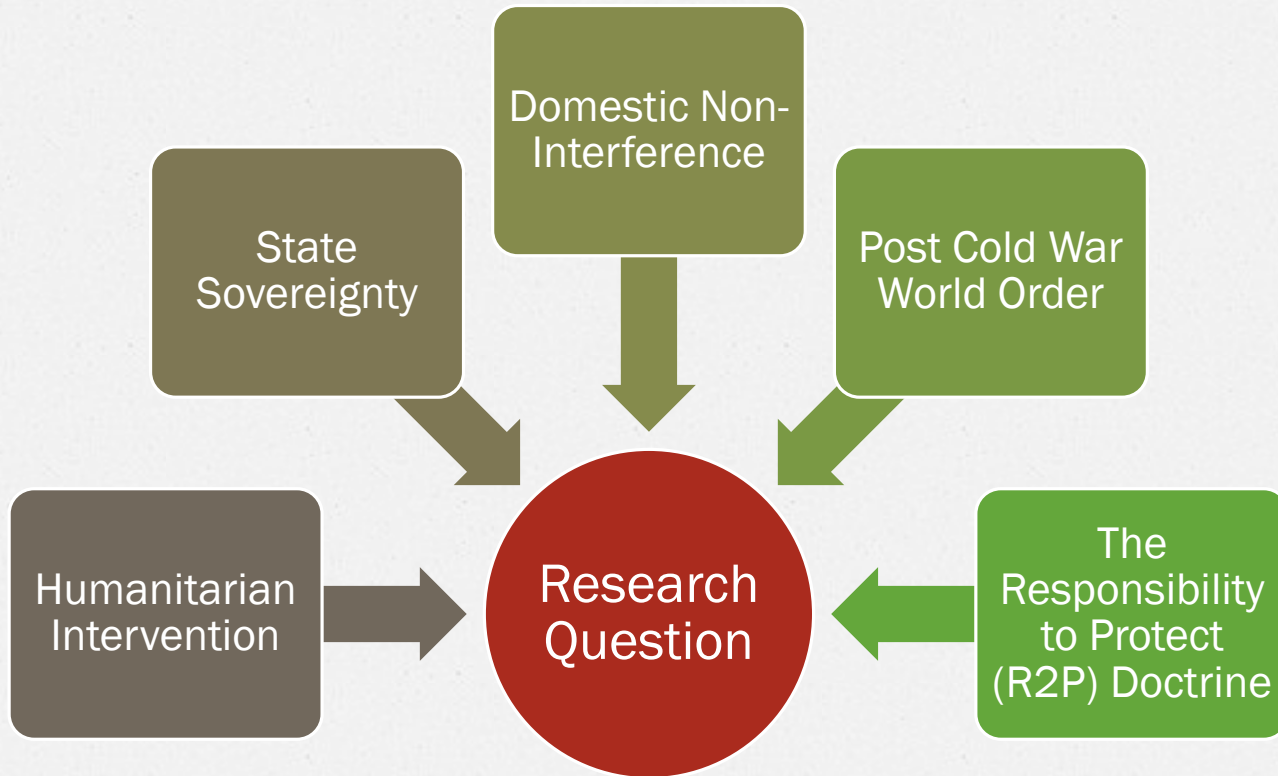 Domestic Non-
Interference
State
Sovereignty
Post Cold War
World Order
Humanitarian
Intervention
Research
Question
The
Responsibility
to Protect
(R2P) Doctrine